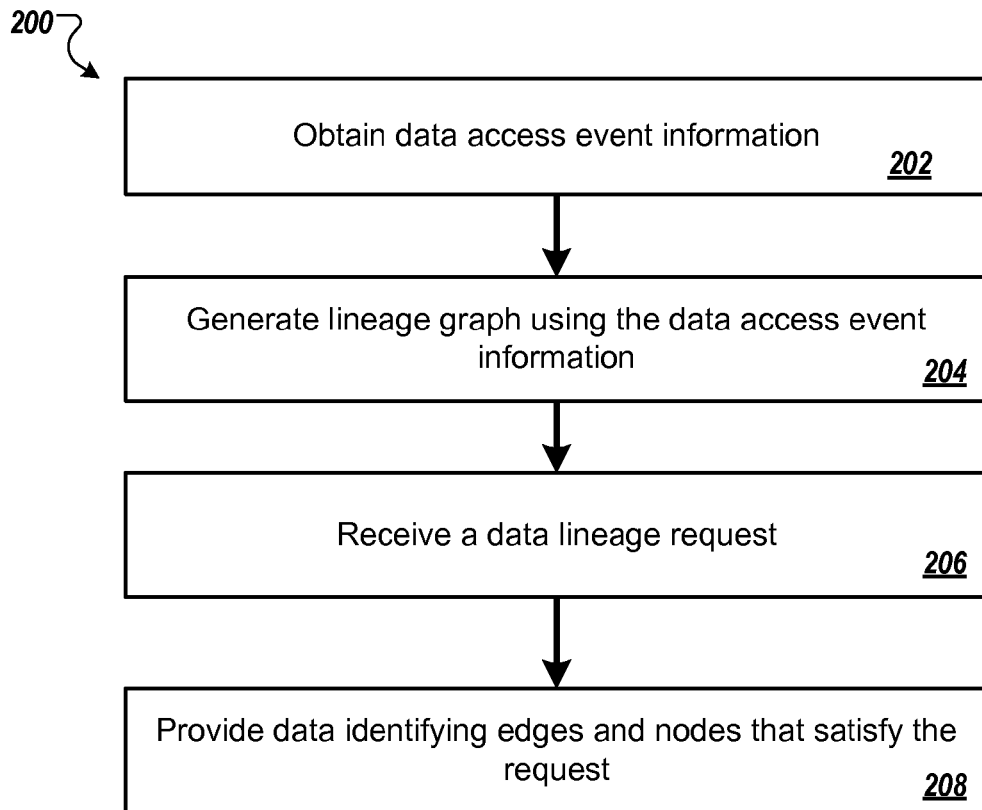 200
Obtain data access event information
202
Generate lineage graph using the data access event
information
204
Receive a data lineage request
206
Provide data identifying edges and nodes that satisfy the
request
208